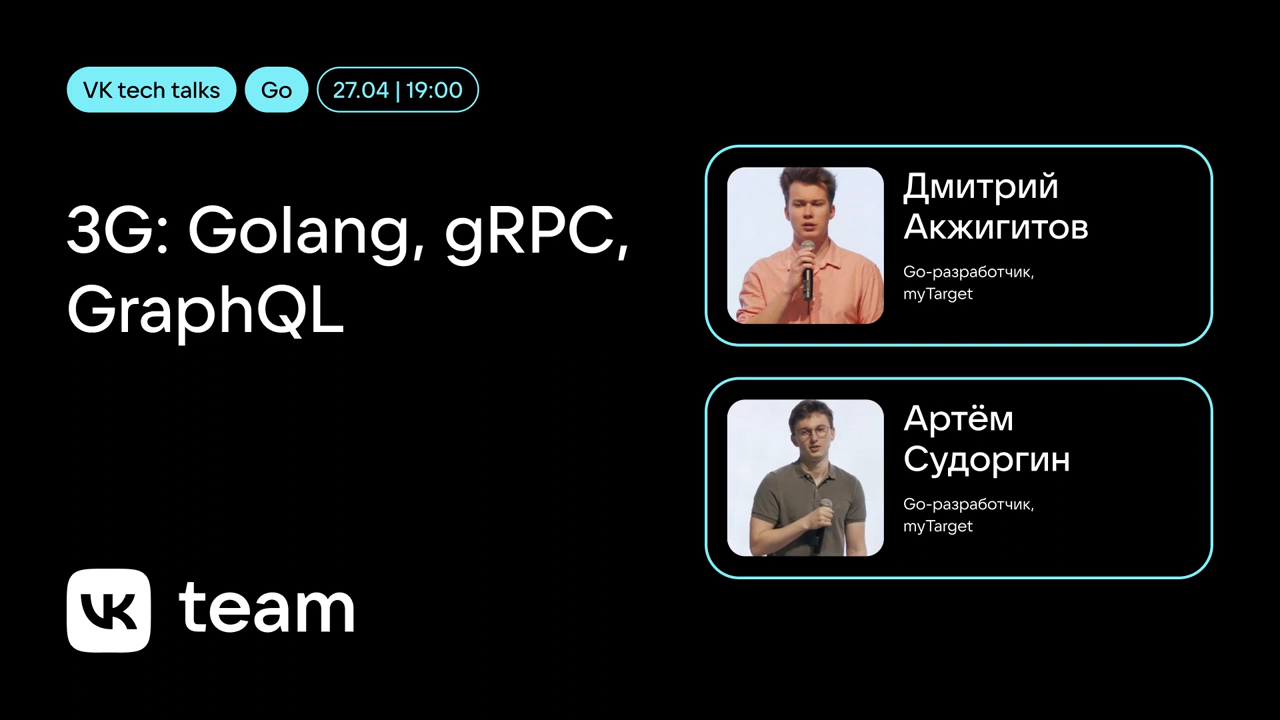 VK tech talks
Go
27.04 | 19:00
3G: Golang, gRPC,
GraphQL
Дмитрий
Акжигитов
Go-разработчик,
myTarget
Артём
Судоргин
Go-разработчик,
myTarget
VK team